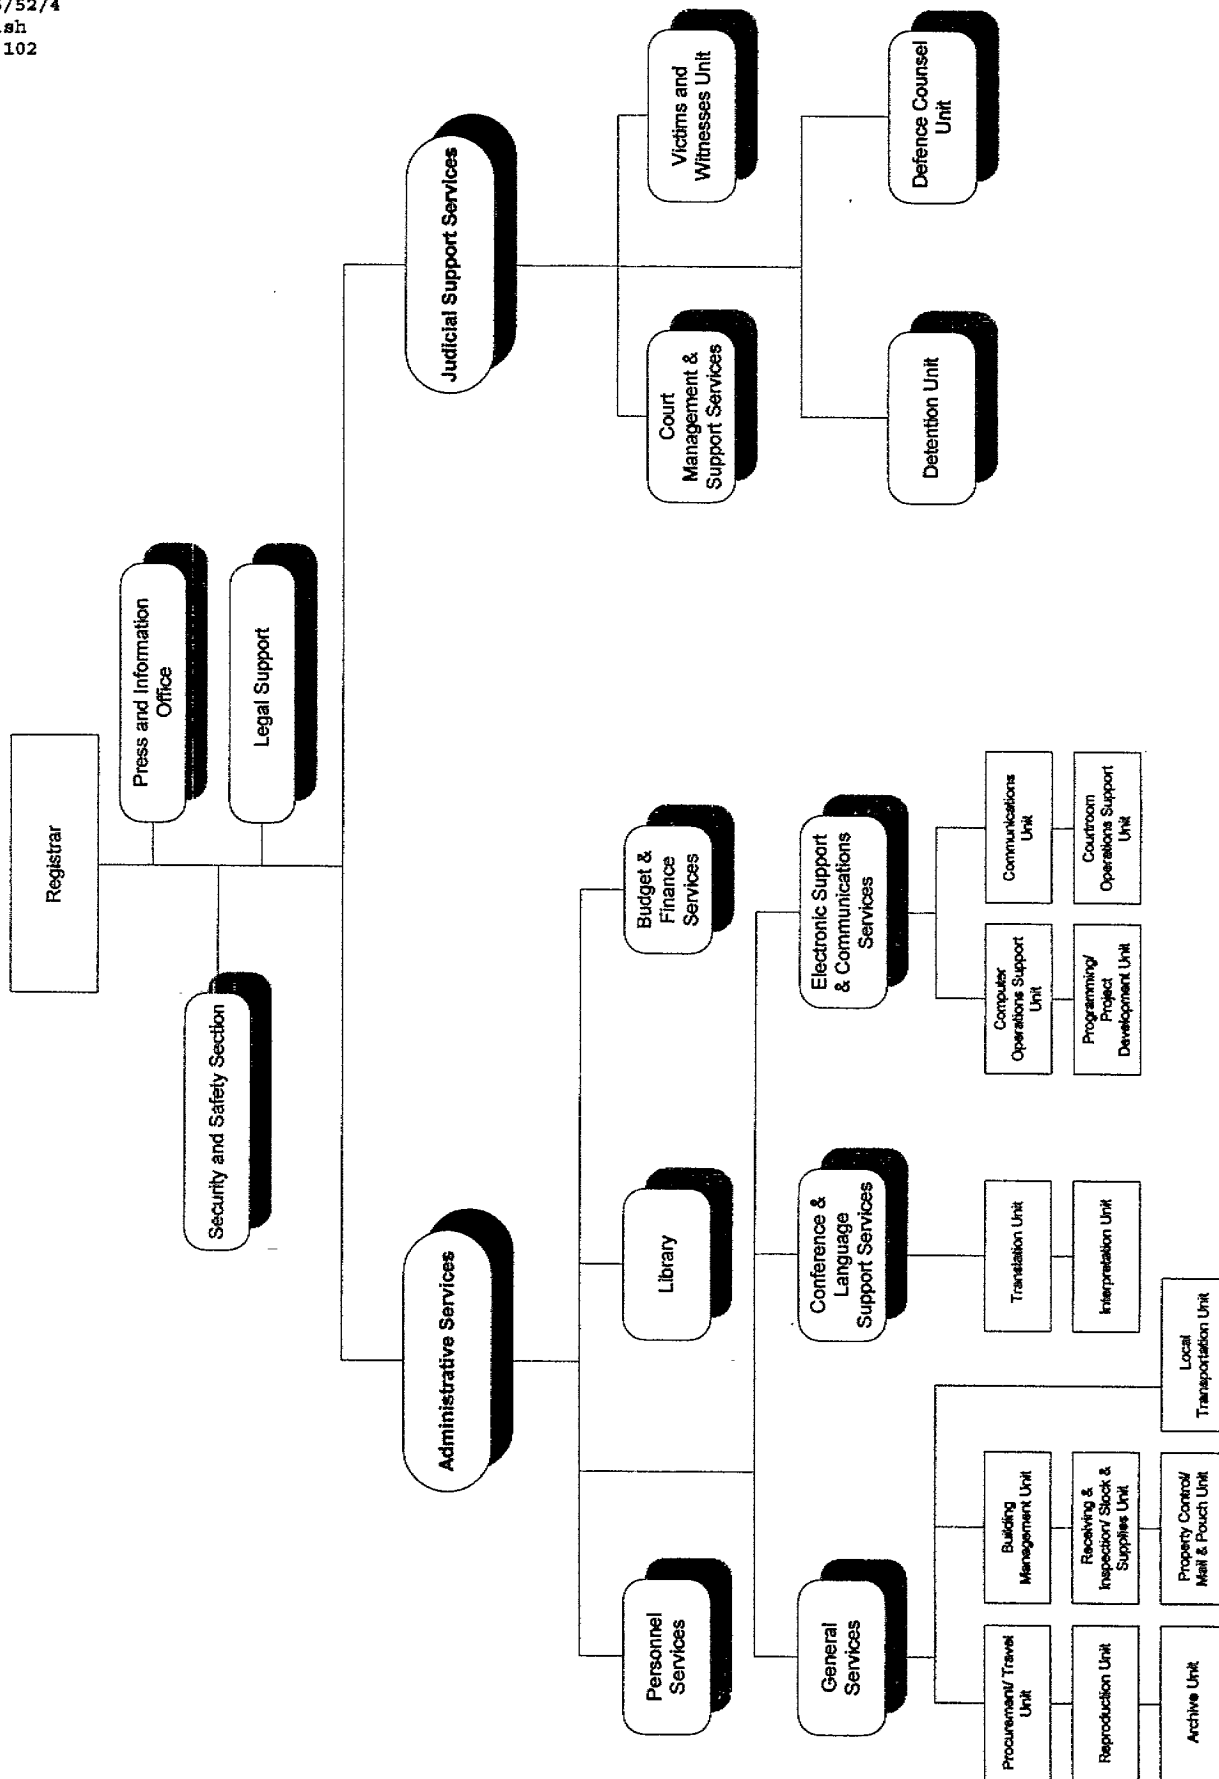 /52/4
sh
102
Registrar
Press and Information
Office
Security and Safety Section
Legal Support
Administrative Services
Judicial Support Services
Personnel
Services
Library
Budget &
Finance
Services
Court
Management &
Support Services
Victims and
Witnesses Unit
General
Services
Conference &
Language
Support Services
Electronic Support
& Communications
Services
Detention Unit
Defence Counsel
Unit
Procurement/ Travel
Unit
Building
Management Unit
Translation Unit
Computer
Operations Support
Unit
Communications
Unit
Reproduction Unit
Receiving &
Inspection/ Stock &
Supplies Unit
Interpretation Unit
Programming/
Project
Development Unit
Courtroom
Operations Support
Unit
Archive Unit
Property Control/
Mail & Pouch Unit
Local
Transportation Unit